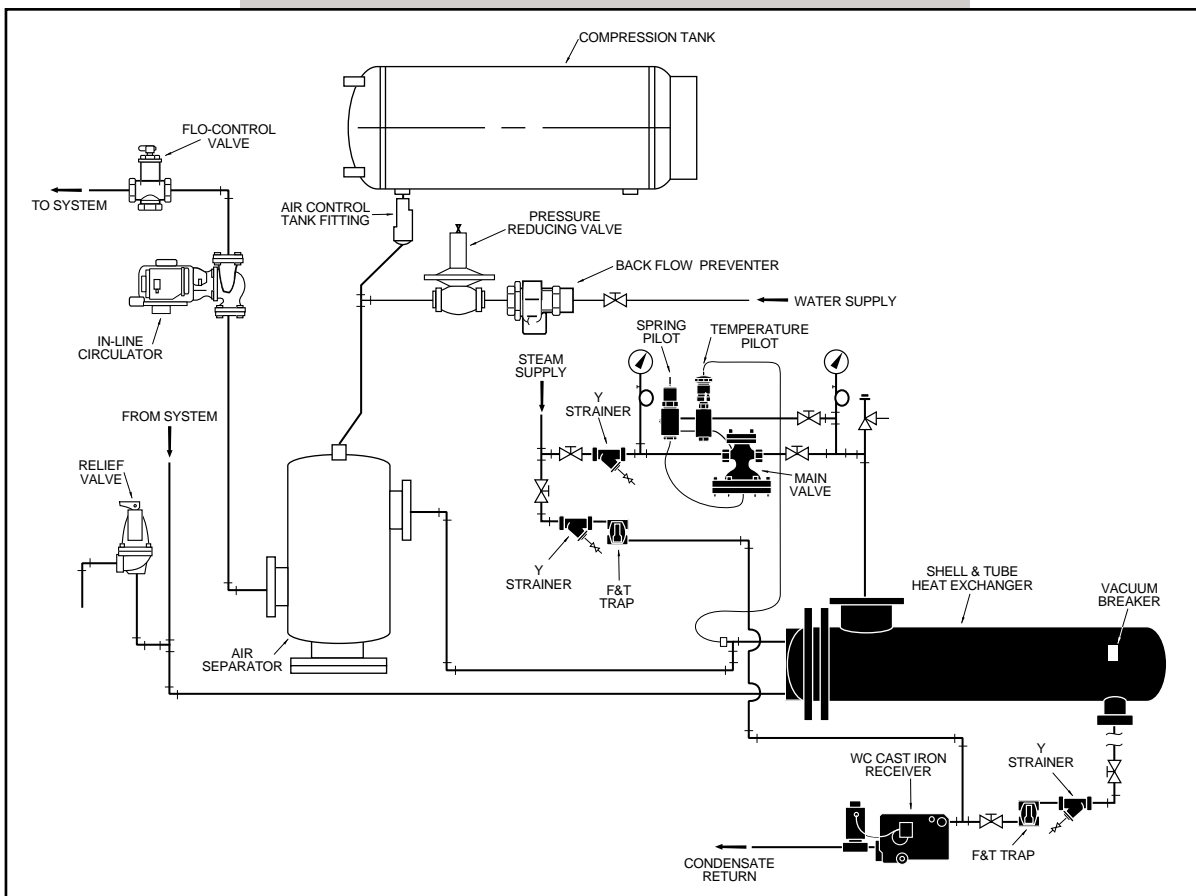 COMPRESSION TANK
FLO-CONTROL
VALVE
TO SYSTEM
AIR CONTROL
TANK FITTING
PRESSURE
REDUCING VALVE
BACK FLOW PREVENTER
WATER SUPPLY
IN-LINE
CIRCULATOR
SPRING
PILOT
TEMPERATURE
PILOT
STEAM
SUPPLY
Y
STRAINER
FROM SYSTEM
RELIEF
VALVE
MAIN
VALVE
Y
STRAINER
F&T
TRAP
SHELL & TUBE
HEAT EXCHANGER
VACUUM
BREAKER
AIR
SEPARATOR
WC CAST IRON
RECEIVER
Y
STRAINER
F&T TRAP
CONDENSATE
RETURN